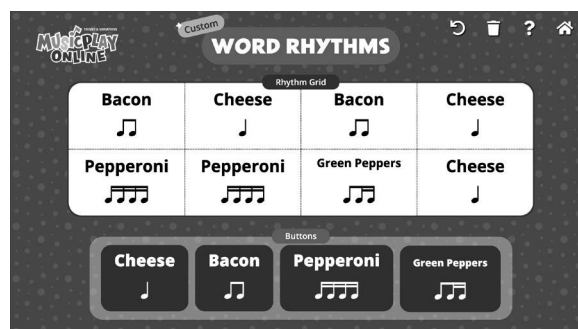 Custom
MUSICPLAY
ONLINE
WORD RHYTHMS
?
Rhythm Grid
Bacon Cheese Bacon Cheese
Pepperoni Pepperoni Green Peppers Cheese
Buttons
Cheese Bacon Pepperoni Green Peppers